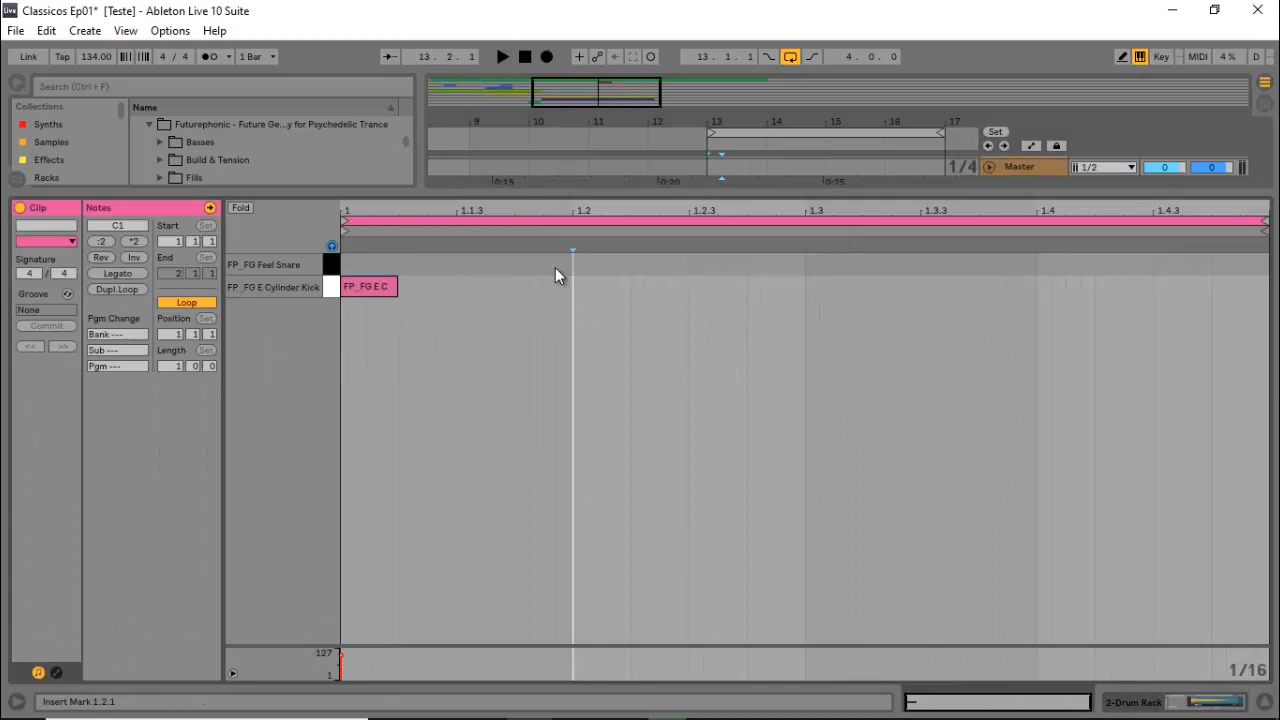 Live Classicos Ep01* [Teste] - Ableton Live 10 Suite
File Edit Create View Options Help
Link Tap 134.00 4 / 4 1 Bar 13. 2. 1 13. 1. 1 4. 0. 0 Key MIDI 4 % D
Search (Ctrl + F)
Collections Name
Synths Futurephonic - Future Ge...y for Psychedelic Trance
Samples Basses
Effects Build & Tension
Racks Fills
9 10 11 12 13 14 15 16 17
Set
1/4 Master 1/2 0 0
0:15 0:20 0:25
Clip Notes Fold
1 1.1.3 1.2 1.2.3 1.3 1.3.3 1.4 1.4.3
C1 Start Set
:2 *2 1 1 1
Signature Rev Inv End Set
4 / 4 Legato 2 1 1
Groove Dupl.Loop
None Loop
Commit Pgm Change Position Set
<< >> Bank --- 1 1 1
Sub --- Length Set
Pgm --- 1 0 0
FP_FG Feel Snare
FP_FG E Cylinder Kick FP_FG E C
127
1
1/16
Insert Mark 1.2.1 2-Drum Rack